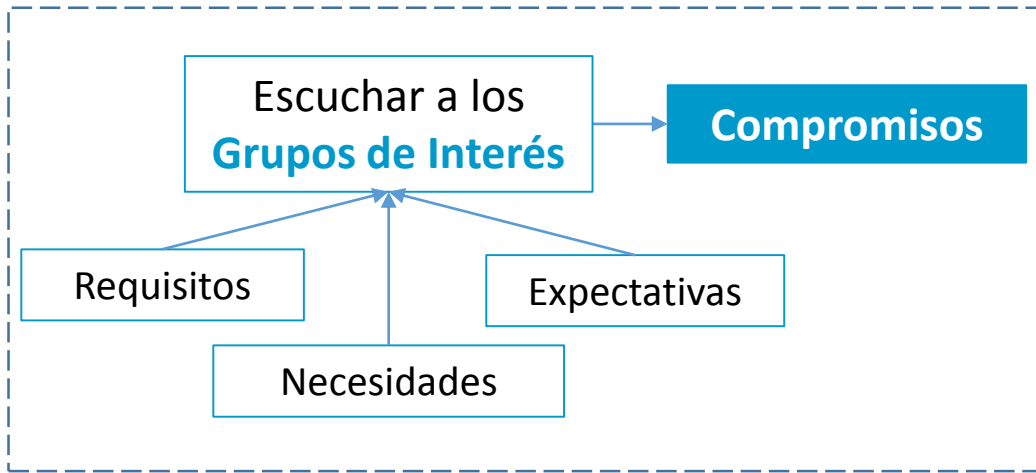 Escuchar a los
Grupos de Interés
Compromisos
Requisitos
Expectativas
Necesidades